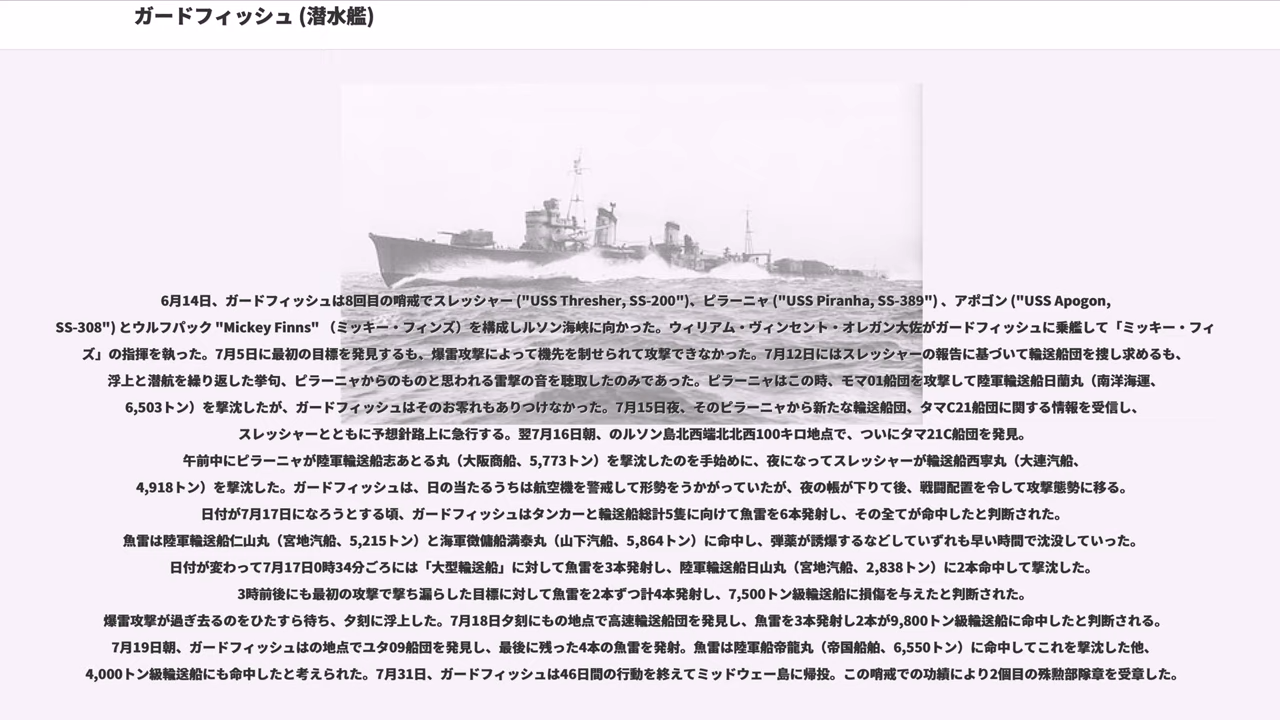 ガードフィッシュ (潜水艦)
6月14日、ガードフィッシュは8回目の哨戒でスレッシャー ("USS Thresher, SS-200")、ピラーニャ ("USS Piranha, SS-389") 、アポゴン ("USS Apogon,
SS-308") とウルフパック "Mickey Finns" （ミッキー・フィンズ）を構成しルソン海峡に向かった。ウィリアム・ヴィンセント・オレガン大佐がガードフィッシュに乗艦して「ミッキー・フィ
ズ」の指揮を執った。7月5日に最初の目標を発見するも、爆雷攻撃によって機先を制せられて攻撃できなかった。7月12日にはスレッシャーの報告に基づいて輸送船団を捜し求めるも、
浮上と潜航を繰り返した挙句、ピラーニャからのものと思われる雷撃の音を聴取したのみであった。ピラーニャはこの時、モマ01船団を攻撃して陸軍輸送船日蘭丸（南洋海運、
6,503トン）を撃沈したが、ガードフィッシュはそのお零れもありつけなかった。7月15日夜、そのピラーニャから新たな輸送船団、タマC21船団に関する情報を受信し、
スレッシャーとともに予想針路上に急行する。翌7月16日朝、のルソン島北西端北北西100キロ地点で、ついにタマ21C船団を発見。
午前中にピラーニャが陸軍輸送船志あとる丸（大阪商船、5,773トン）を撃沈したのを手始めに、夜になってスレッシャーが輸送船西寧丸（大連汽船、
4,918トン）を撃沈した。ガードフィッシュは、日の当たるうちは航空機を警戒して形勢をうかがっていたが、夜の帳が下りて後、戦闘配置を令して攻撃態勢に移る。
日付が7月17日になろうとする頃、ガードフィッシュはタンカーと輸送船総計5隻に向けて魚雷を6本発射し、その全てが命中したと判断された。
魚雷は陸軍輸送船仁山丸（宮地汽船、5,215トン）と海軍徴傭船満泰丸（山下汽船、5,864トン）に命中し、弾薬が誘爆するなどしていずれも早い時間で沈没していった。
日付が変わって7月17日0時34分ごろには「大型輸送船」に対して魚雷を3本発射し、陸軍輸送船日山丸（宮地汽船、2,838トン）に2本命中して撃沈した。
3時前後にも最初の攻撃で撃ち漏らした目標に対して魚雷を2本ずつ計4本発射し、7,500トン級輸送船に損傷を与えたと判断された。
爆雷攻撃が過ぎ去るのをひたすら待ち、夕刻に浮上した。7月18日夕刻にもの地点で高速輸送船団を発見し、魚雷を3本発射し2本が9,800トン級輸送船に命中したと判断される。
7月19日朝、ガードフィッシュはの地点でユタ09船団を発見し、最後に残った4本の魚雷を発射。魚雷は陸軍船帝龍丸（帝国船舶、6,550トン）に命中してこれを撃沈した他、
4,000トン級輸送船にも命中したと考えられた。7月31日、ガードフィッシュは46日間の行動を終えてミッドウェー島に帰投。この哨戒での功績により2個目の殊勲部隊章を受章した。